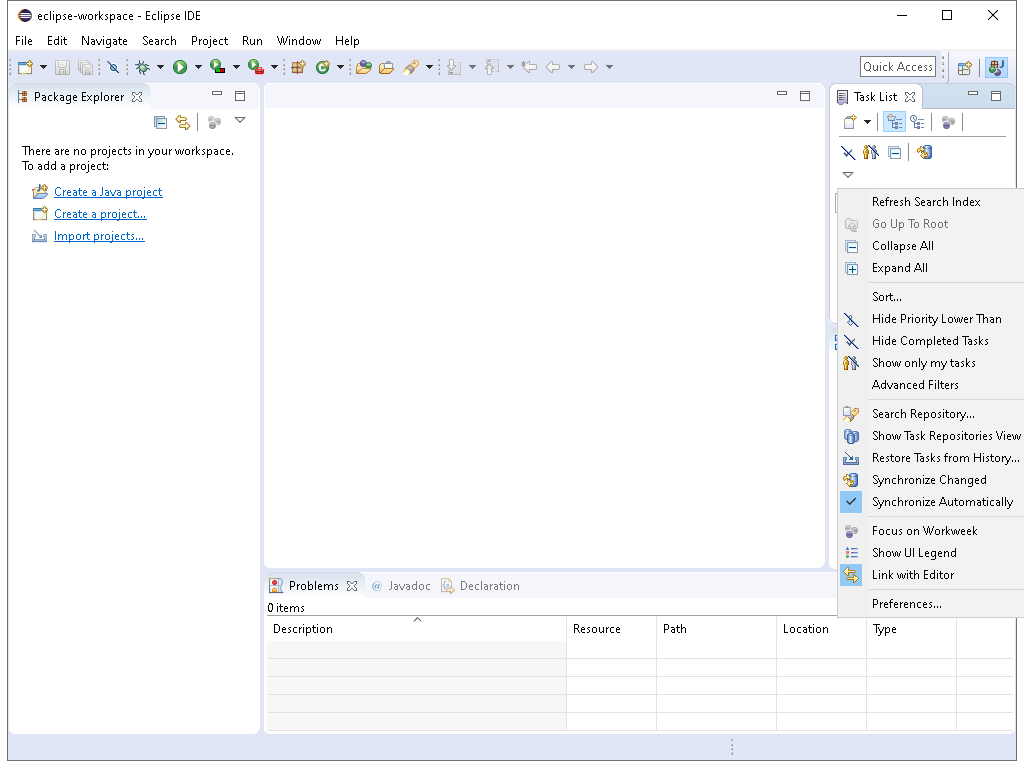 eclipse-workspace - Eclipse IDE
File Edit Navigate Search Project Run Window Help
Quick Access
Package Explorer
There are no projects in your workspace.
To add a project:
Create a Java project
Create a project...
Import projects...
Task List
Refresh Search Index
Go Up To Root
Collapse All
Expand All
Sort...
Hide Priority Lower Than
Hide Completed Tasks
Show only my tasks
Advanced Filters
Search Repository...
Show Task Repositories View
Restore Tasks from History...
Synchronize Changed
Synchronize Automatically
Focus on Workweek
Show UI Legend
Link with Editor
Preferences...
Problems @ Javadoc Declaration
0 items
Description Resource Path Location Type